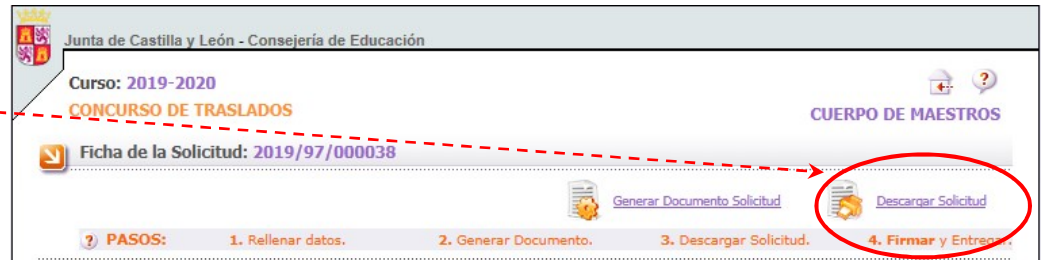 Junta de Castilla y León - Consejería de Educación
Curso: 2019-2020
CONCURSO DE TRASLADOS
CUERPO DE MAESTROS
Ficha de la Solicitud: 2019/97/000038
Generar Documento Solicitud
Descargar Solicitud
? PASOS: 1. Rellenar datos. 2. Generar Documento. 3. Descargar Solicitud. 4. Firmar y Entregar.